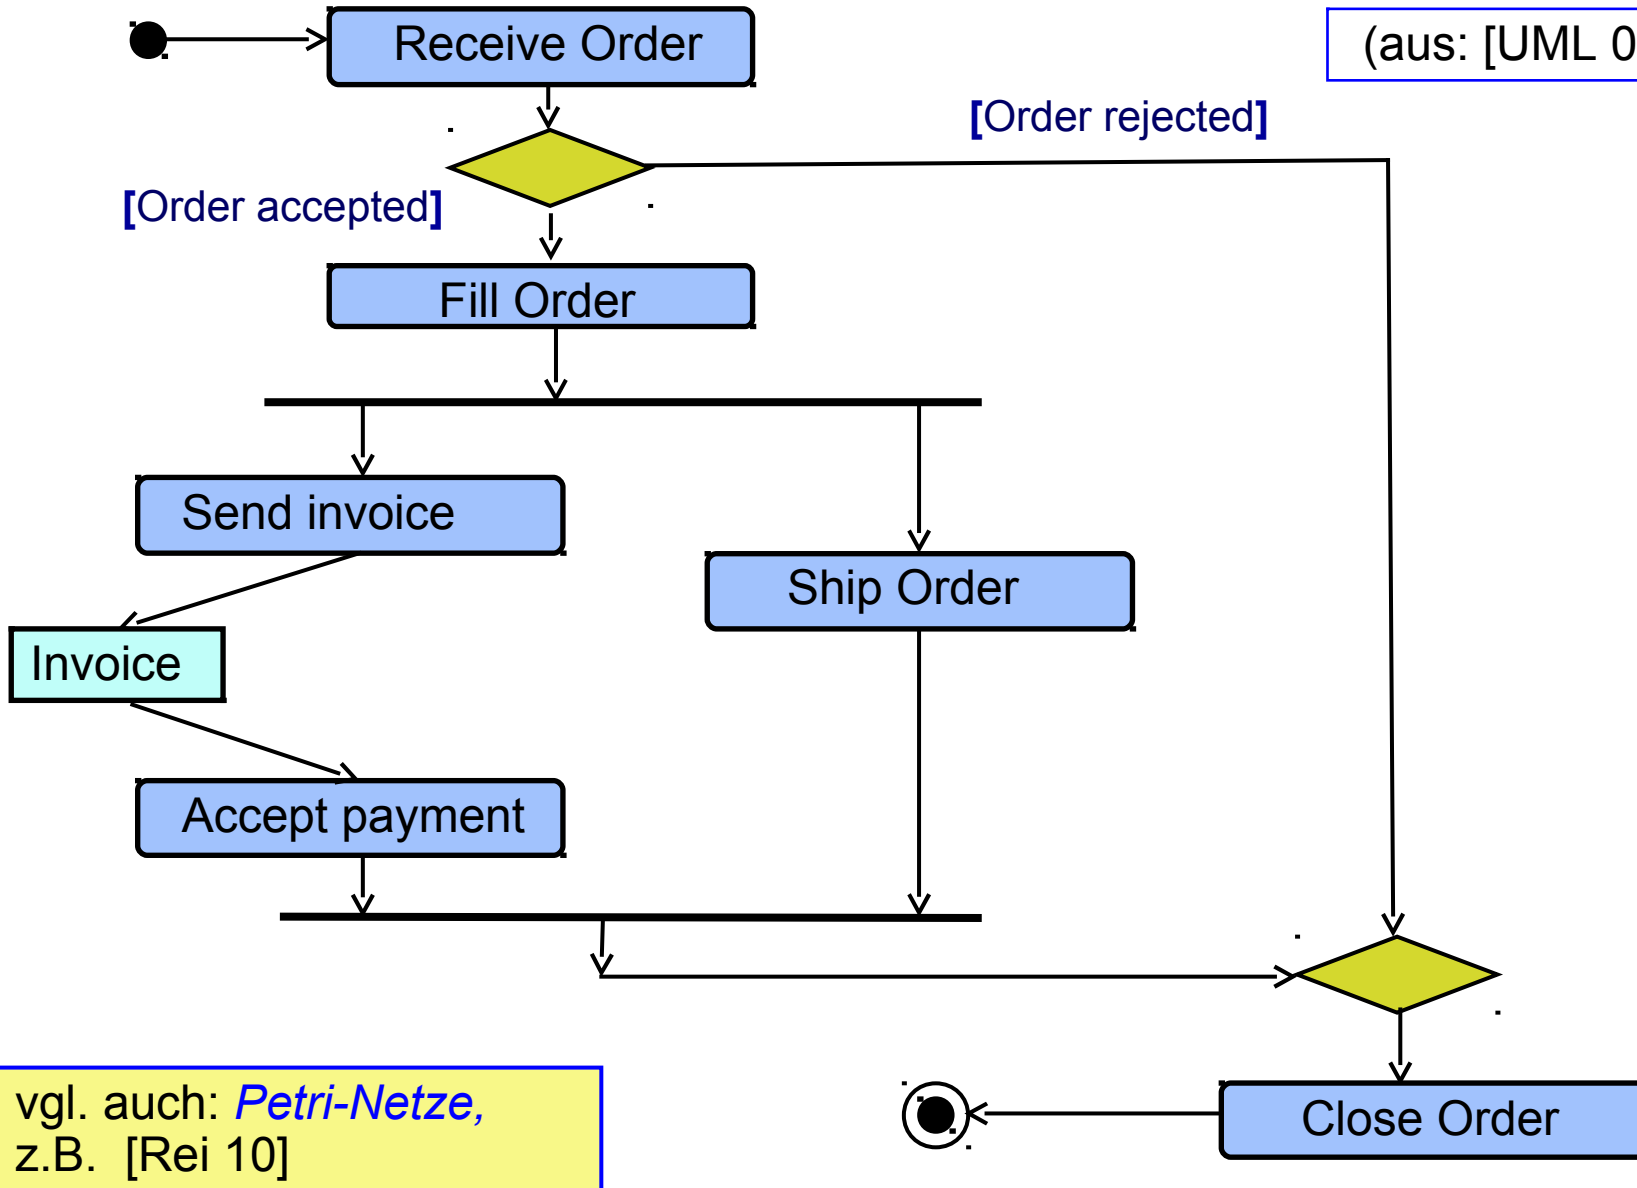 Receive Order
(aus: [UML 0
[Order rejected]
[Order accepted]
Fill Order
Send invoice
Ship Order
Invoice
Accept payment
vgl. auch: Petri-Netze,
z.B. [Rei 10]
Close Order